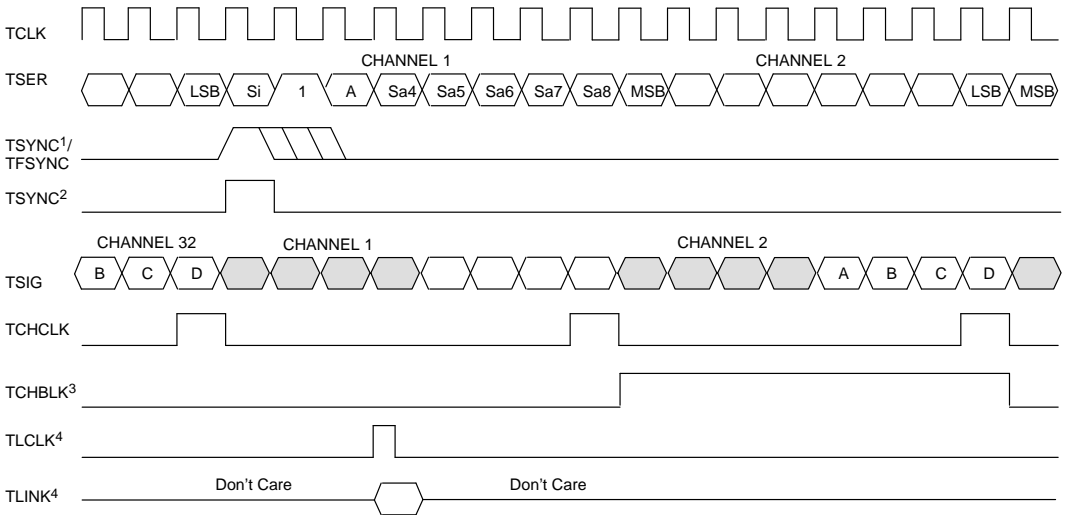 TCLK
CHANNEL 1 CHANNEL 2
TSER LSB Si 1 A Sa4 Sa5 Sa6 Sa7 Sa8 MSB LSB MSB
TSYNC1/
TFSYNC
TSYNC2
CHANNEL 32 CHANNEL 1 CHANNEL 2
TSIG B C D A B C D
TCHCLK
TCHBLK3
TLCLK4
TLINK4 Don't Care Don't Care